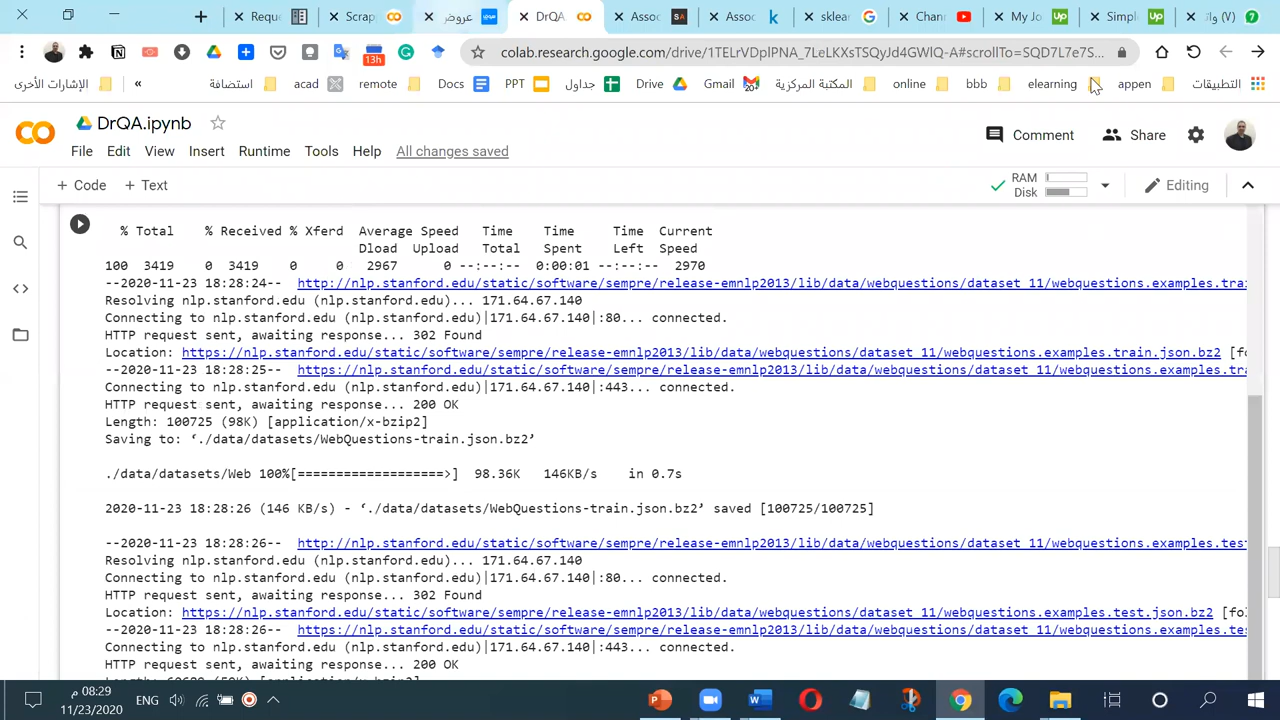 Reque
Scrap
عروض
DrQA
Assoc
Assoc
sklear
Chann
My Jo
Simple
(V) واتـ
13h
colab.research.google.com/drive/
الإشارات الأخرى
«
استضافة
acad
remote
Docs
PPT
جداول
Drive
Gmail
20+
المكتبة المركزية
online
bbb
elearning
appen
التطبيقات
DrQA.ipynb
Comment
Share
File Edit View Insert Runtime Tools Help All changes saved
+ Code + Text
RAM
Disk
Editing
% Total % Received % Xferd Average Speed Time Time Time Current
Dload Upload Total Spent Left Speed
100 3419 0 3419 0 0 2967 0 --:--:-- 0:00:01 --:--:-- 2970
--2020-11-23 18:28:24-- http://nlp.stanford.edu/static/software/sempre/release-emnlp2013/lib/data/webquestions/dataset_11/webquestions.examples.trai
Resolving nlp.stanford.edu (nlp.stanford.edu)... 171.64.67.140
Connecting to nlp.stanford.edu (nlp.stanford.edu)|171.64.67.140|:80... connected.
HTTP request sent, awaiting response... 302 Found
Location: https://nlp.stanford.edu/static/software/sempre/release-emnlp2013/lib/data/webquestions/dataset_11/webquestions.examples.train.json.bz2 [fo
--2020-11-23 18:28:25-- https://nlp.stanford.edu/static/software/sempre/release-emnlp2013/lib/data/webquestions/dataset_11/webquestions.examples.tra
Connecting to nlp.stanford.edu (nlp.stanford.edu)|171.64.67.140|:443... connected.
HTTP request sent, awaiting response... 200 OK
Length: 100725 (98K) [application/x-bzip2]
Saving to: ‘./data/datasets/WebQuestions-train.json.bz2’
./data/datasets/Web 100%[===================>] 98.36K 146KB/s in 0.7s
2020-11-23 18:28:26 (146 KB/s) - ‘./data/datasets/WebQuestions-train.json.bz2’ saved [100725/100725]
--2020-11-23 18:28:26-- http://nlp.stanford.edu/static/software/sempre/release-emnlp2013/lib/data/webquestions/dataset_11/webquestions.examples.test
Resolving nlp.stanford.edu (nlp.stanford.edu)... 171.64.67.140
Connecting to nlp.stanford.edu (nlp.stanford.edu)|171.64.67.140|:80... connected.
HTTP request sent, awaiting response... 302 Found
Location: https://nlp.stanford.edu/static/software/sempre/release-emnlp2013/lib/data/webquestions/dataset_11/webquestions.examples.test.json.bz2 [fol
--2020-11-23 18:28:26-- https://nlp.stanford.edu/static/software/sempre/release-emnlp2013/lib/data/webquestions/dataset_11/webquestions.examples.tes
Connecting to nlp.stanford.edu (nlp.stanford.edu)|171.64.67.140|:443... connected.
HTTP request sent, awaiting response... 200 OK
08:29 م
11/23/2020
ENG